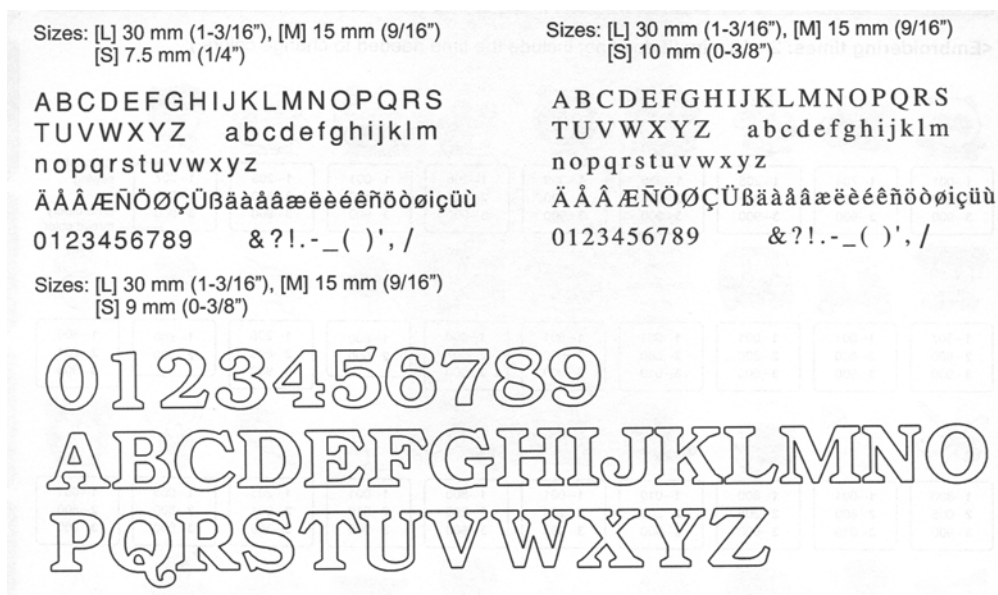 Sizes: [L] 30 mm (1-3/16”), [M] 15 mm (9/16”)
[S] 7.5 mm (1/4”)
ABCDEFGHIJKLMNOPQRS
TUVWXYZ abcdefghijklm
nopqrstuvwxyz
ÄÅÂÆÑÖØÇÜßäàåâæëèéêñöòøiçüù
0123456789 &?!.-_( )',/
Sizes: [L] 30 mm (1-3/16”), [M] 15 mm (9/16”)
[S] 10 mm (0-3/8”)
ABCDEFGHIJKLMNOPQRS
TUVWXYZ abcdefghijklm
nopqrstuvwxyz
ÄÅÂÆÑÖØÇÜßäàåâæëèéêñöòøiçüù
0123456789 &?!.-_( )',/
Sizes: [L] 30 mm (1-3/16”), [M] 15 mm (9/16”)
[S] 9 mm (0-3/8”)
0123456789
ABCDEFGHIJKLMNO
PQRSTUVWXYZ